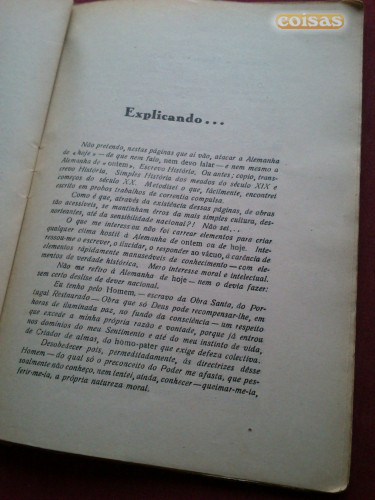 coisas
Explicando...
Não pretendo, nestas páginas que aí vão, atacar a Alemanha
de «hoje» — de que nem falo, nem devo falar — e nem mesmo a
Alemanha de «ontem». Escrevo História. Ou antes: copio, trans-
crevo História. Simples História dos meados do século XIX e
começos do século XX. Metodizei o que, fàcilmente, encontrei
escrito em probos trabalhos de corrente compulsa.
Como é que, através da existência dessas páginas, de obras
tão acessíveis, se mantinham êrros da mais simples cultura, des-
norteantes, até da sensibilidade nacional?! Não sei...
O que me interessou não foi correr elementos para criar
qualquer clima hostil à Alemanha de ontem ou de hoje. Inte-
ressou-me o escrever, o ilucidar, o responder ao vácuo, à carência de
elementos ràpidamente manuseáveis de conhecimento — com ele-
mentos de verdade histórica. Mero interesse moral e intelectual.
Não me refiro à Alemanha de hoje — nem o devia fazer;
sem certo deslise de dever nacional.
Eu tenho pelo Homem — escravo da Obra Santa, do Por-
tugal Restaurado — Obra que só Deus pode recompensar-lhe, em
horas de iluminada paz, no fundo da consciência — um respeito
que excede a minha própria razão e vontade, porque já entrou
nos domínios do meu Sentimento e até do meu instinto de vida,
de Criador de almas, do homo-pater que exige defeza colectiva.
Desobedecer pois, permeditadamente, às directrizes dêsse
Homem — do qual só o preconceito do Poder me afasta, que pes-
soalmente não conheço, nem tentei, ainda, conhecer — queimar-me-ia,
ferir-me-ia, a própria natureza moral.